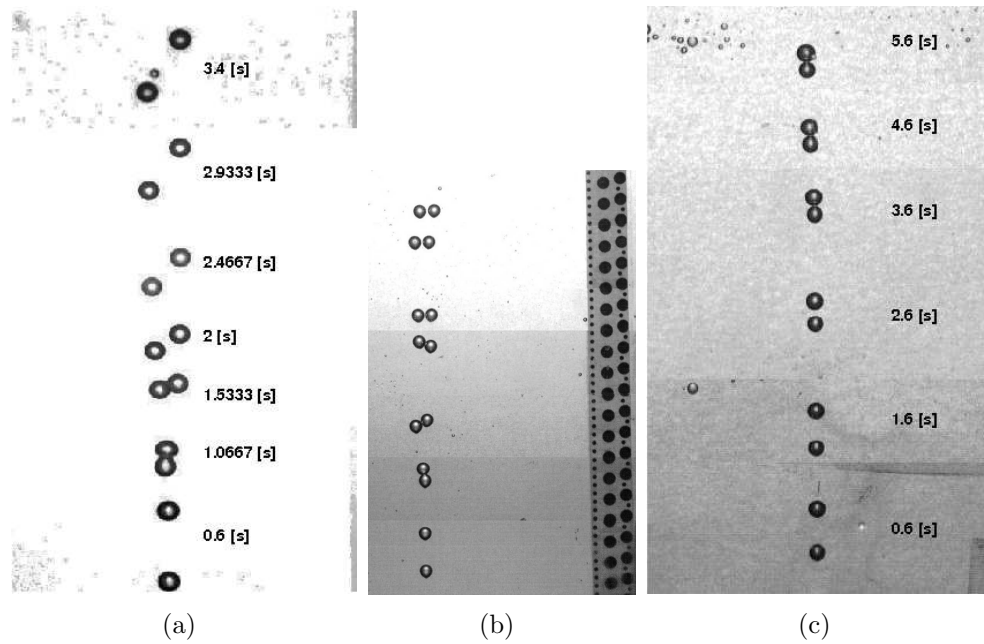 3.4 [s]
2.9333 [s]
2.4667 [s]
2 [s]
1.5333 [s]
1.0667 [s]
0.6 [s]
5.6 [s]
4.6 [s]
3.6 [s]
2.6 [s]
1.6 [s]
0.6 [s]
(a)
(b)
(c)